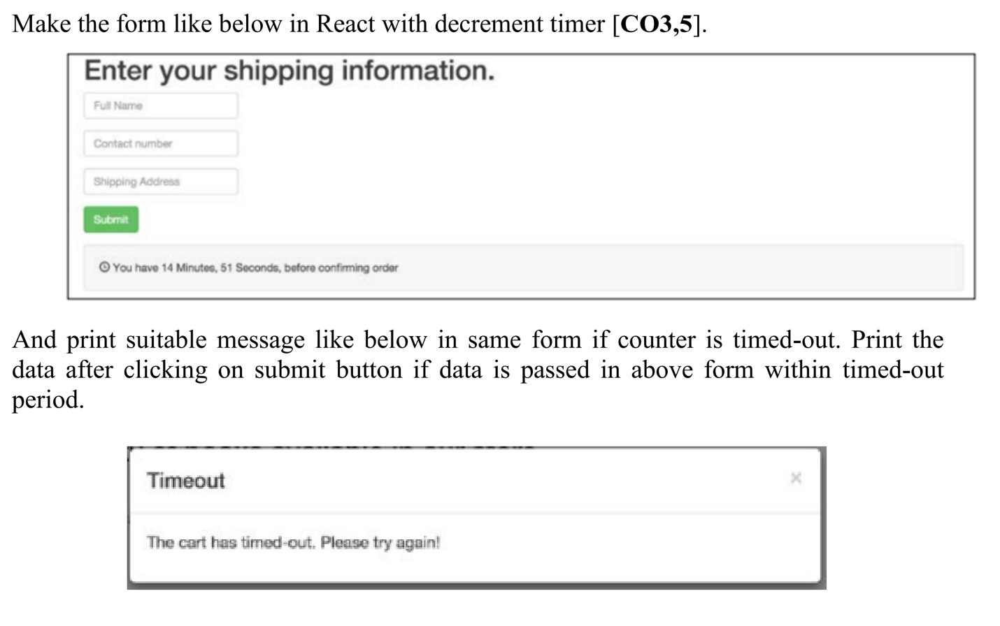 Make the form like below in React with decrement timer [CO3,5].
Enter your shipping information.
Full Name
Contact number
Shipping Address
Submit
You have 14 Minutes, 51 Seconds, before confirming order
And print suitable message like below in same form if counter is timed-out. Print the
data after clicking on submit button if data is passed in above form within timed-out
period.
Timeout
×
The cart has timed-out. Please try again!